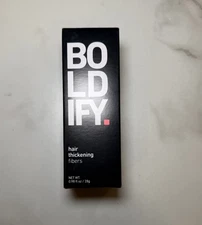 BO
LD
IFY.
hair
thickening
fibers
NET WT